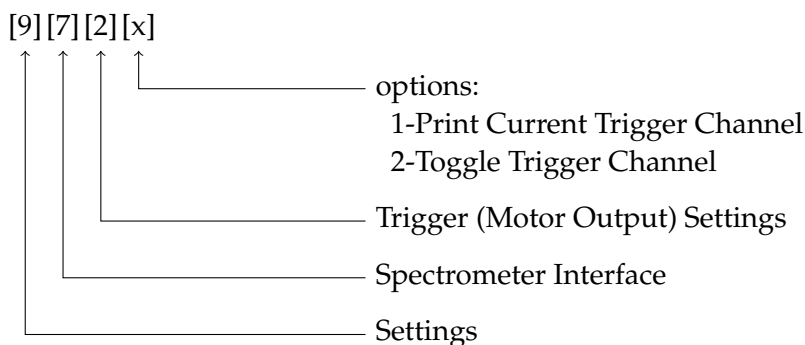 [9][7][2][x]
options:
1-Print Current Trigger Channel
2-Toggle Trigger Channel
Trigger (Motor Output) Settings
Spectrometer Interface
Settings